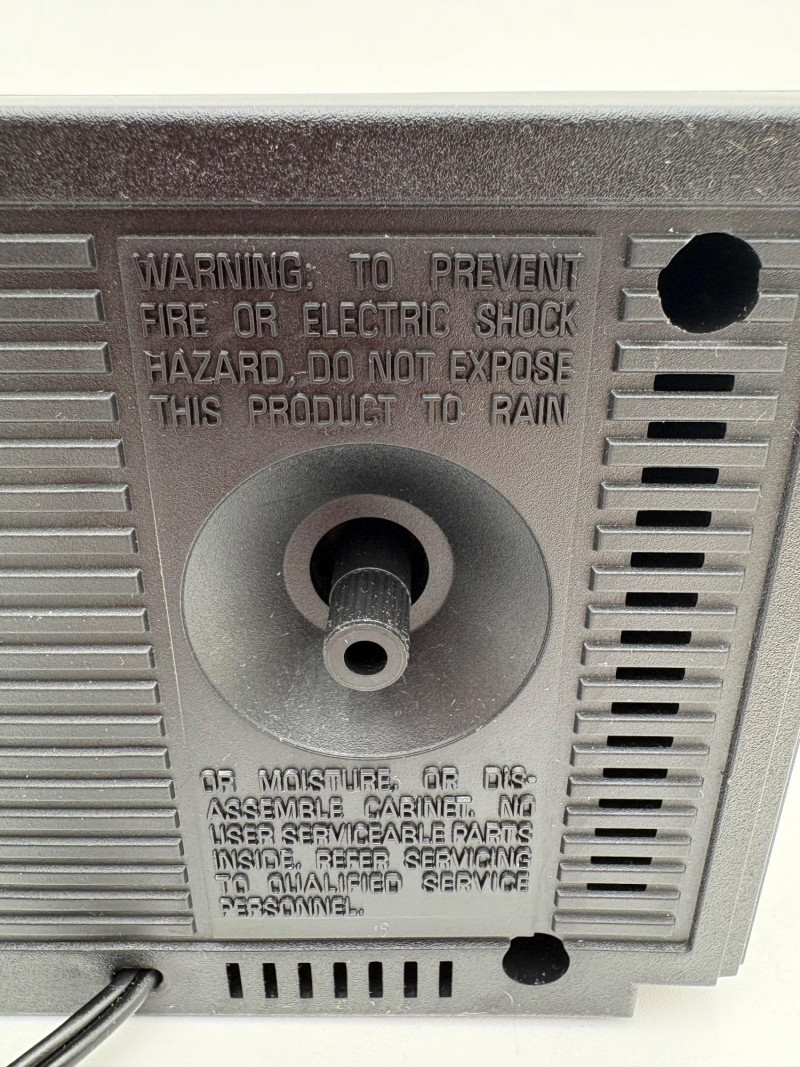 WARNING: TO PREVENT
FIRE OR ELECTRIC SHOCK
HAZARD, DO NOT EXPOSE
THIS PRODUCT TO RAIN
OR MOISTURE, OR DIS-
ASSEMBLE CABINET. NO
USER SERVICEABLE PARTS
INSIDE. REFER SERVICING
TO QUALIFIED SERVICE
PERSONNEL.